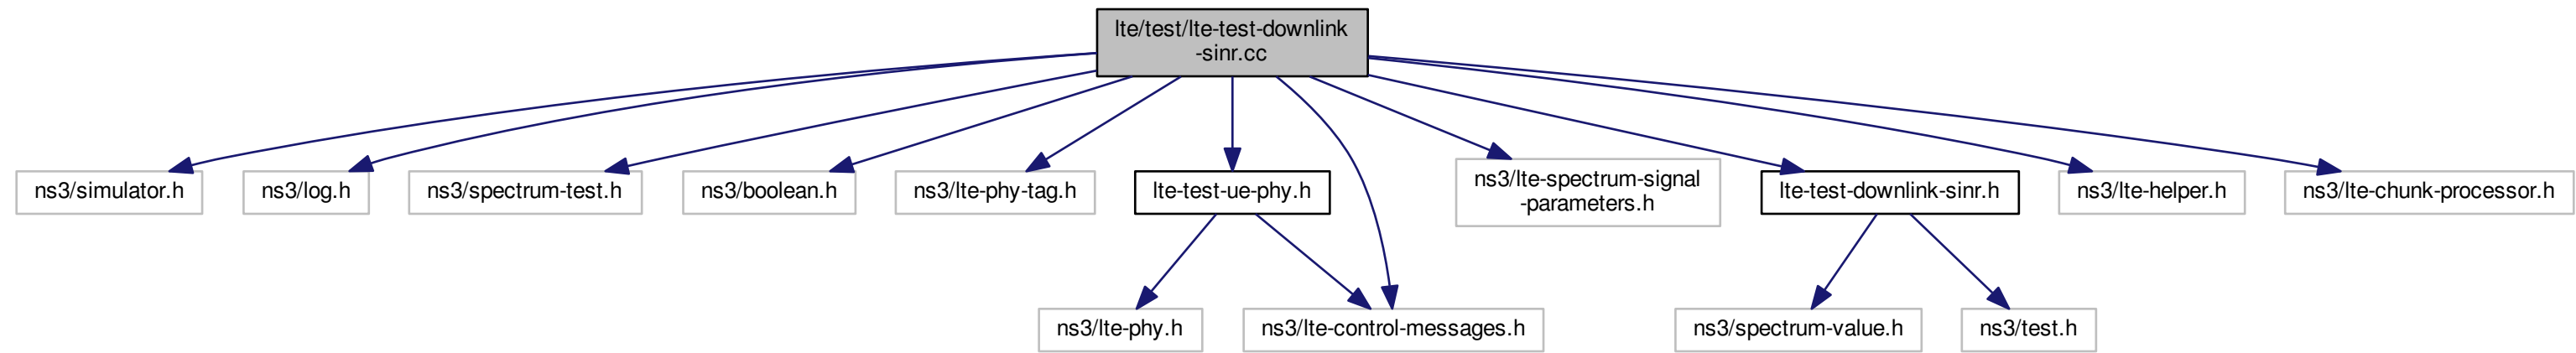 lte/test/lte-test-downlink
-sinr.cc
ns3/simulator.h
ns3/log.h
ns3/spectrum-test.h
ns3/boolean.h
ns3/lte-phy-tag.h
lte-test-ue-phy.h
ns3/lte-spectrum-signal
-parameters.h
lte-test-downlink-sinr.h
ns3/lte-helper.h
ns3/lte-chunk-processor.h
ns3/lte-phy.h
ns3/lte-control-messages.h
ns3/spectrum-value.h
ns3/test.h